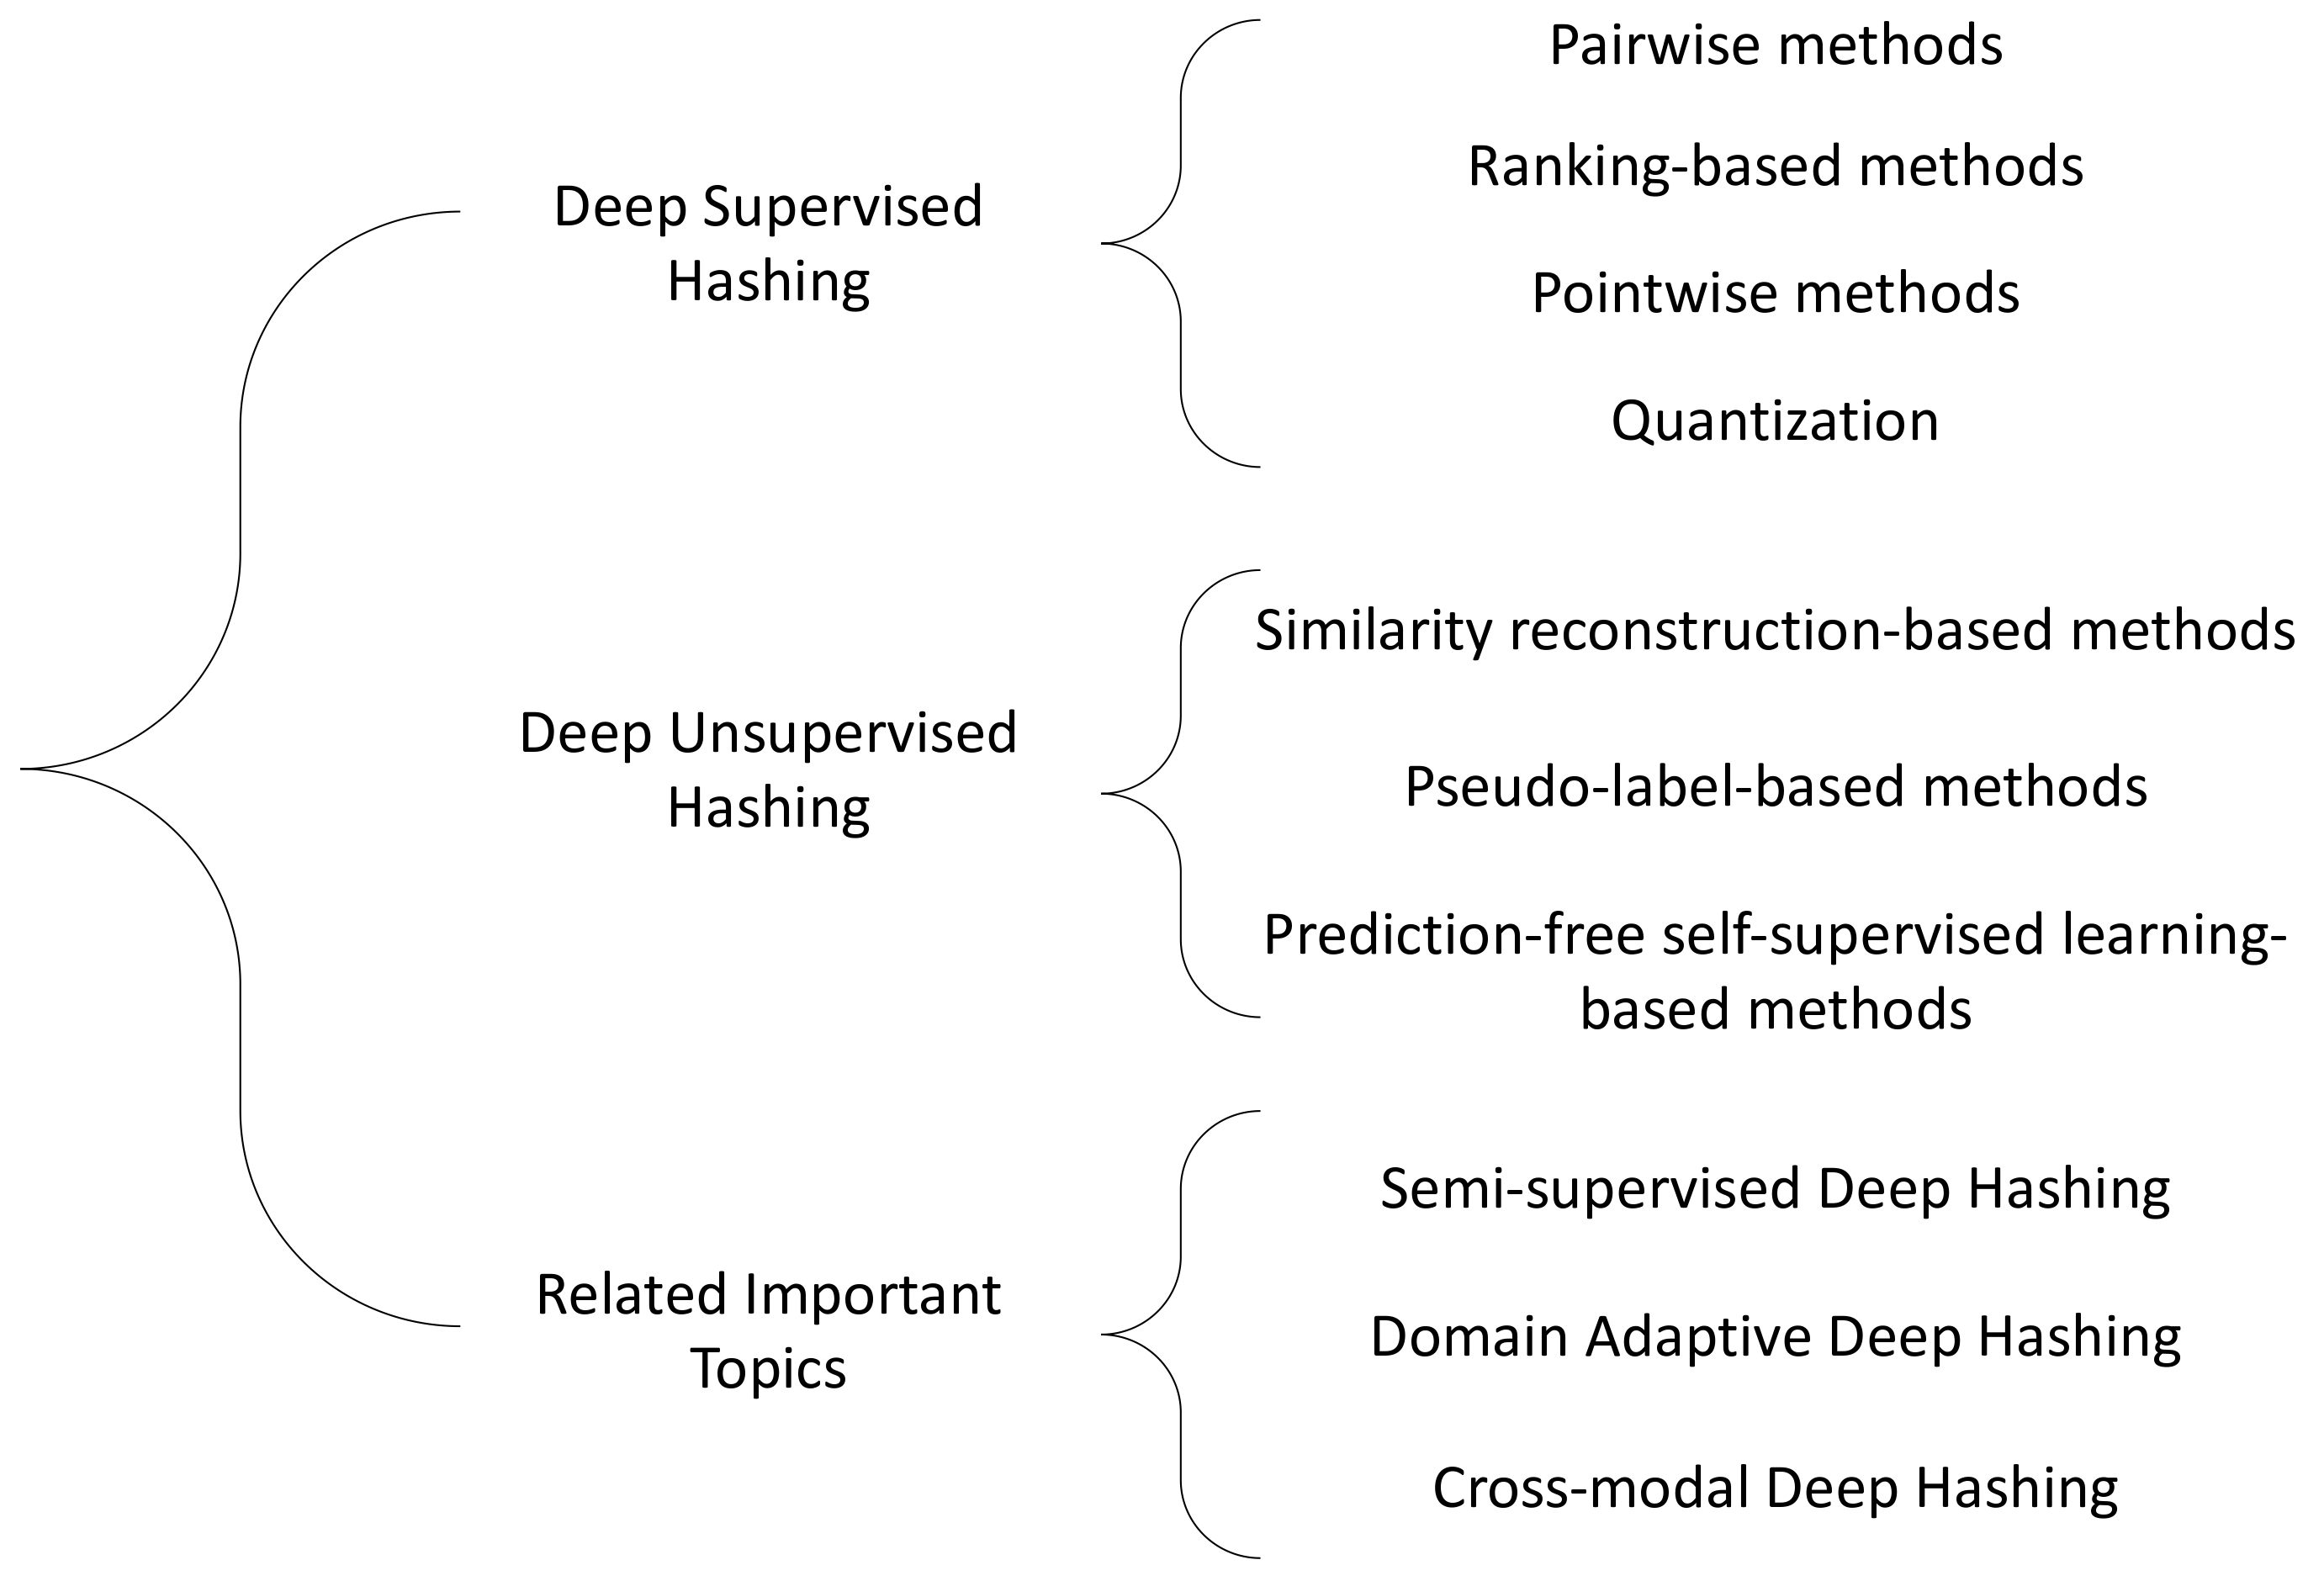 Deep Supervised
Hashing
Pairwise methods
Ranking-based methods
Pointwise methods
Quantization
Deep Unsupervised
Hashing
Similarity reconstruction-based methods
Pseudo-label-based methods
Prediction-free self-supervised learning-
based methods
Related Important
Topics
Semi-supervised Deep Hashing
Domain Adaptive Deep Hashing
Cross-modal Deep Hashing